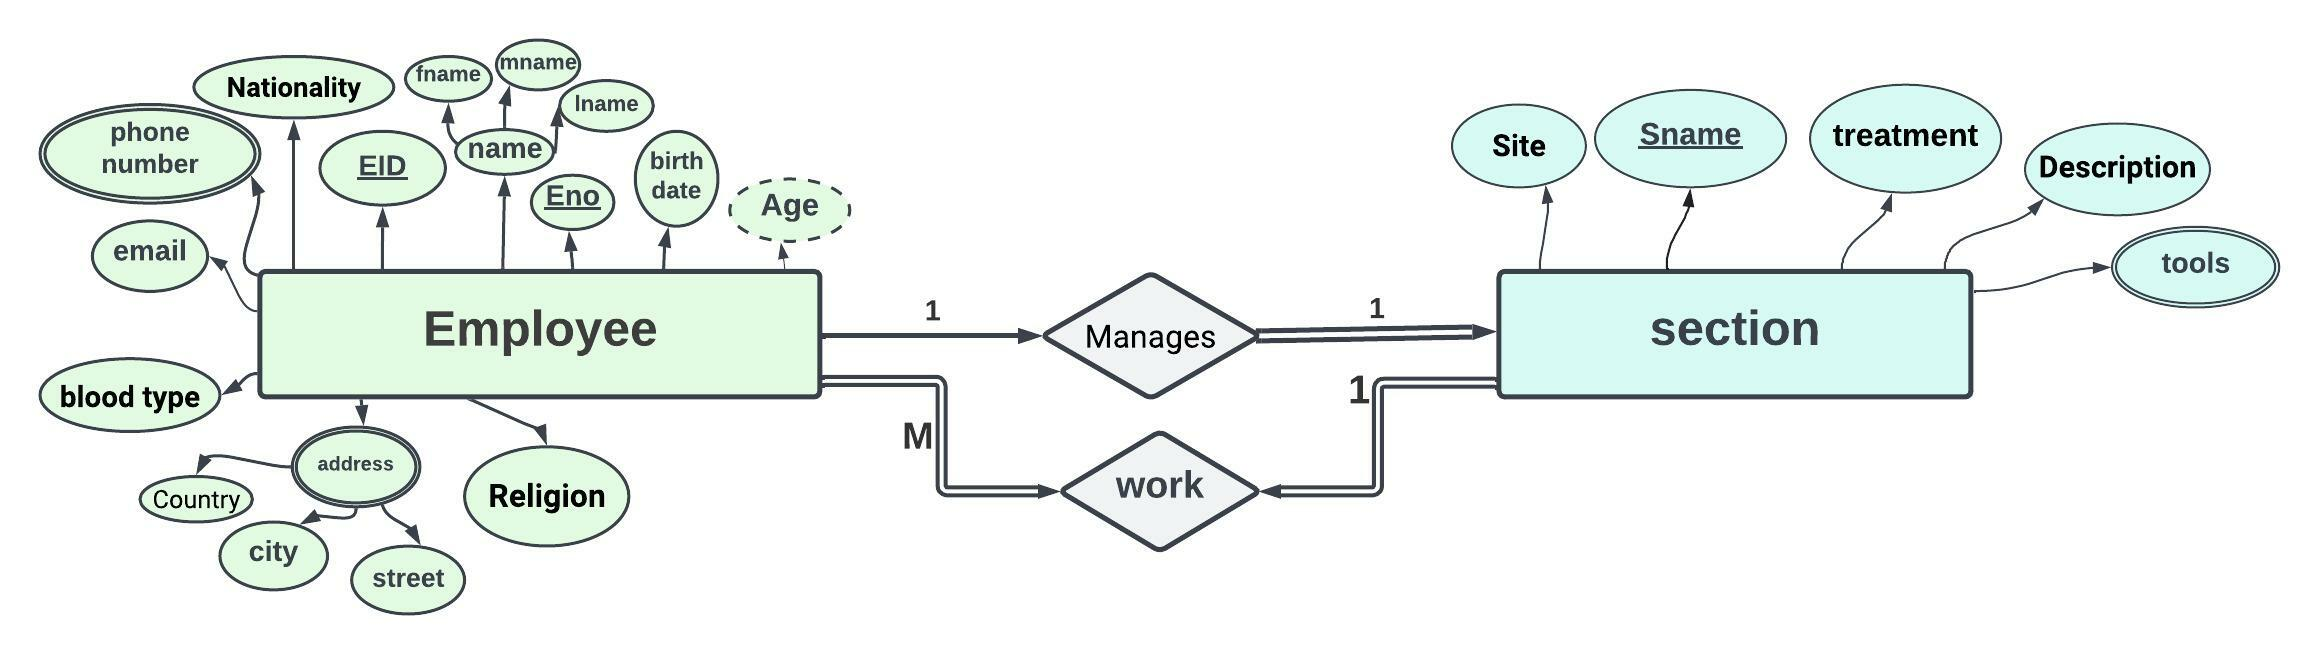 Nationality
fname
mname
lname
phone
number
EID
name
Eno
birth
date
Age
email
Employee
blood type
address
Country
city
street
Religion
1
Manages
1
M
work
1
Site
Sname
treatment
Description
tools
section